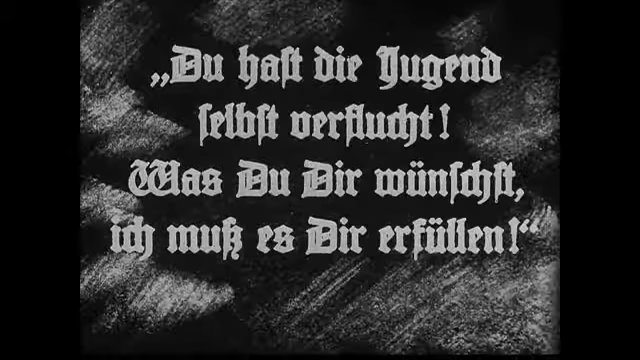 „Du hast die Jugend
selbst verflucht!
Was Du Dir wünschst,
ich muß es Dir erfüllen!“